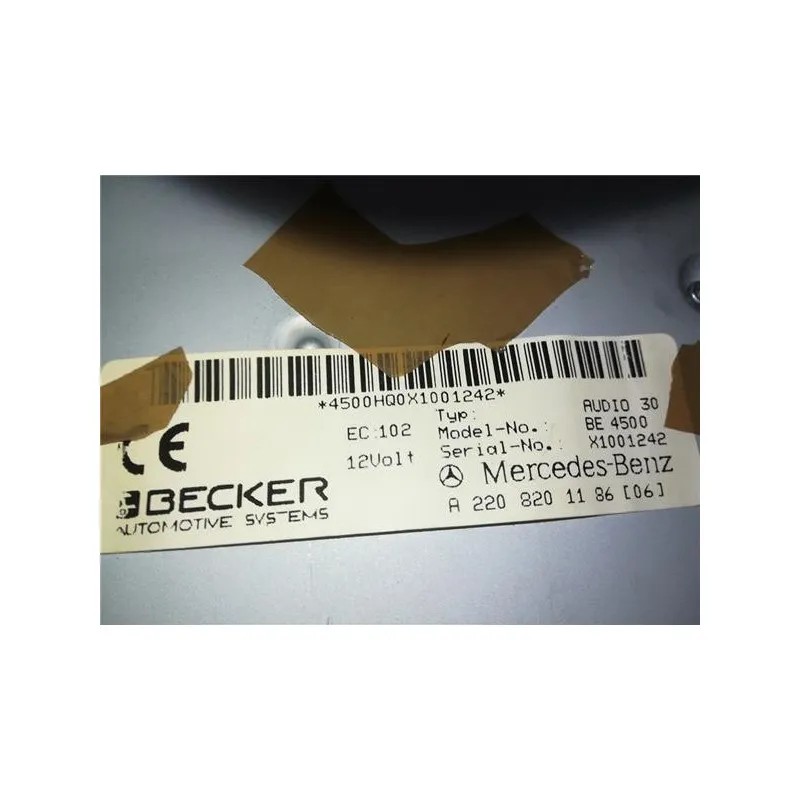 *4500HQ0X1001242*
Typ: AUDIO 30
EC:102 Model-No.: BE 4500
12Volt Serial-No.: X1001242
CE
Mercedes-Benz
BECKER
AUTOMOTIVE SYSTEMS
A 220 820 11 86 [06]